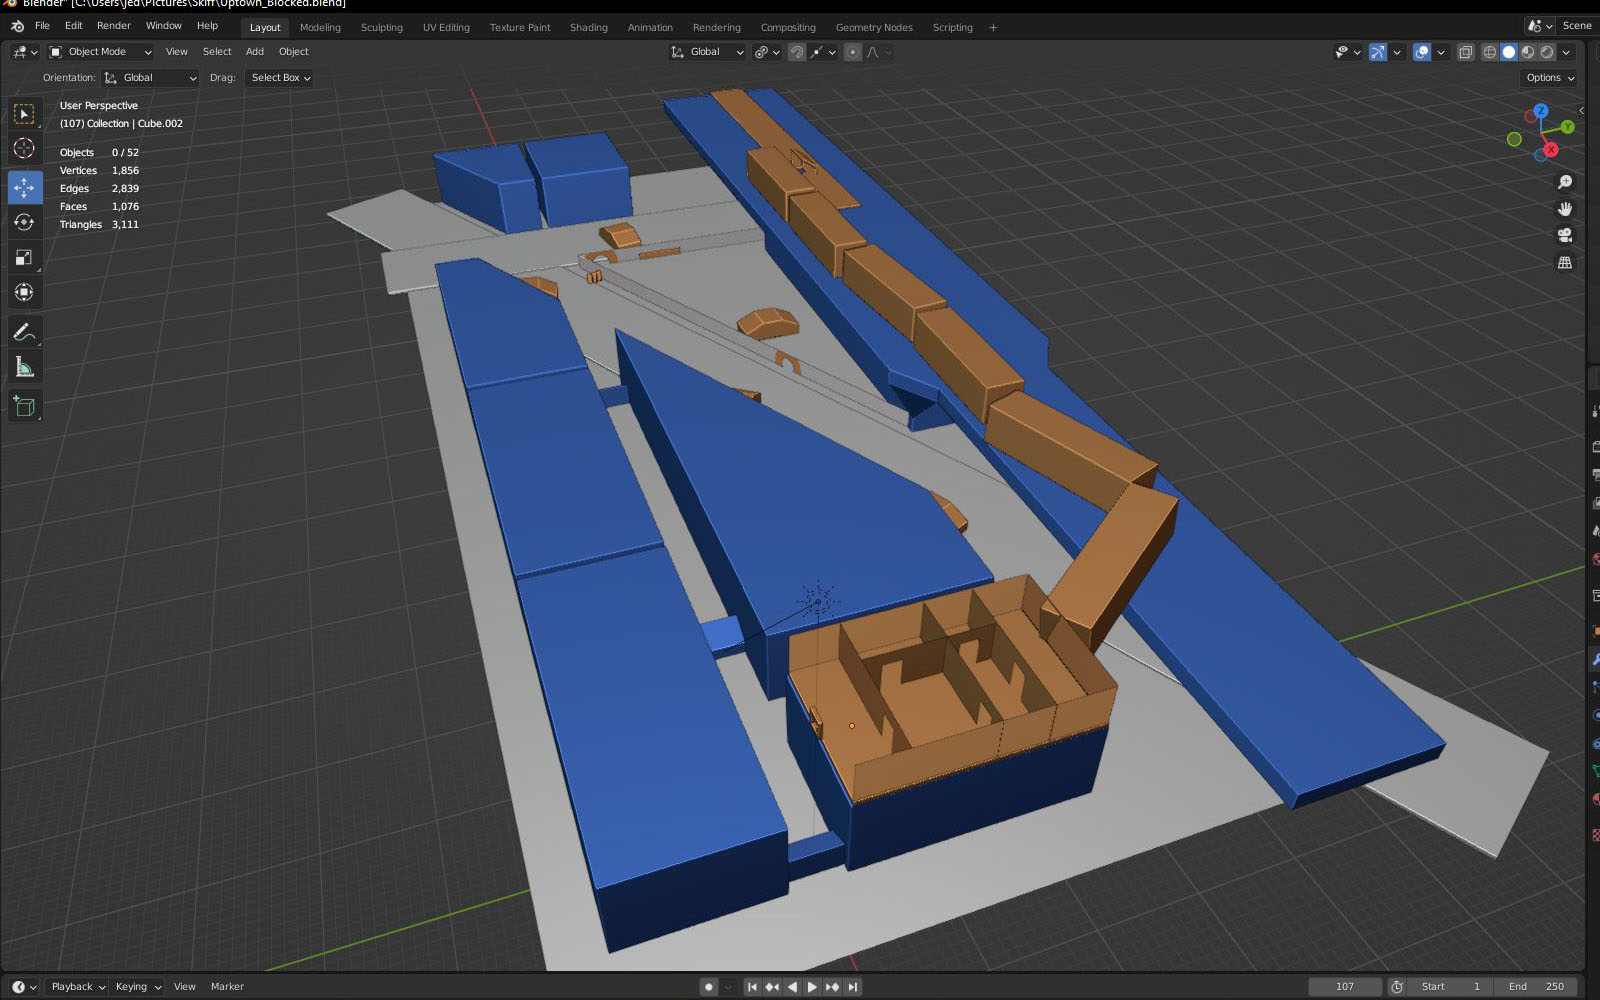 Blender* [C:\Users\jed\Pictures\Skiff\Uptown_Blocked.blend]
File Edit Render Window Help Layout Modeling Sculpting UV Editing Texture Paint Shading Animation Rendering Compositing Geometry Nodes Scripting + Scene
Object Mode View Select Add Object Global
Orientation: Global Drag: Select Box Options
User Perspective
(107) Collection | Cube.002
Objects 0 / 52
Vertices 1,856
Edges 2,839
Faces 1,076
Triangles 3,111
Z
Y
X
Playback Keying View Marker 107 Start 1 End 250